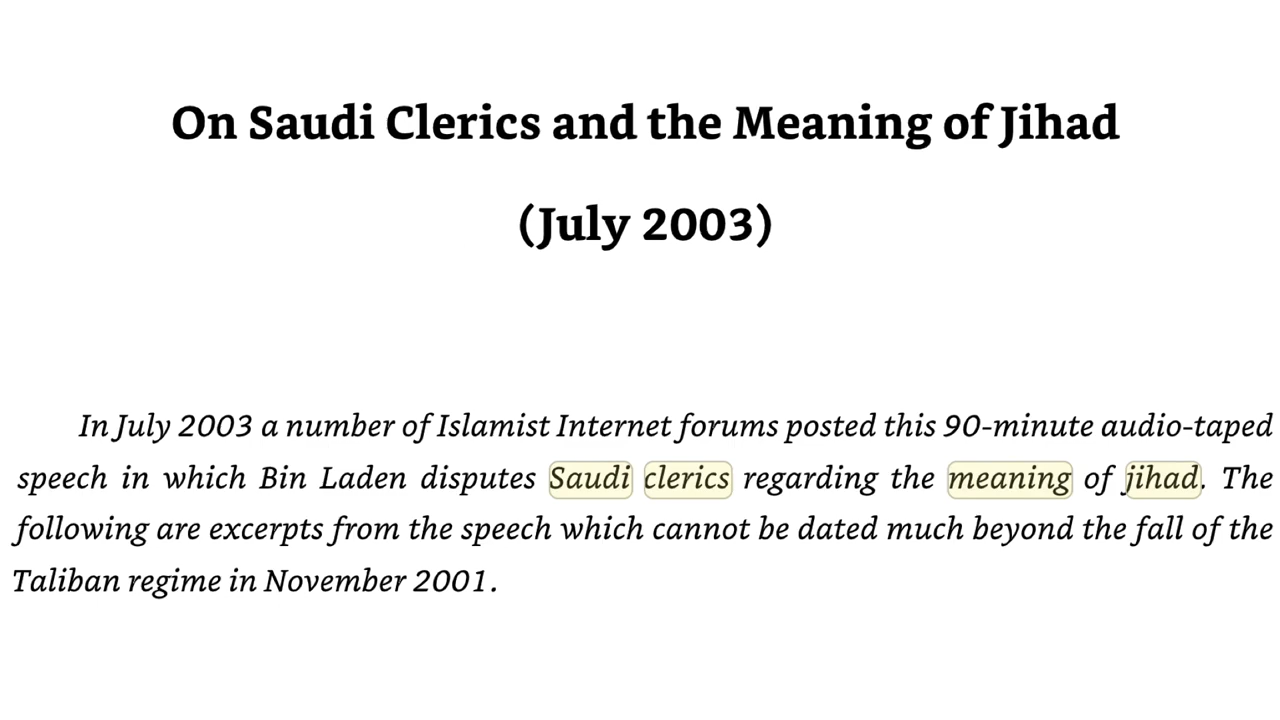 On Saudi Clerics and the Meaning of Jihad
(July 2003)
In July 2003 a number of Islamist Internet forums posted this 90-minute audio-taped
speech in which Bin Laden disputes Saudi clerics regarding the meaning of jihad. The
following are excerpts from the speech which cannot be dated much beyond the fall of the
Taliban regime in November 2001.